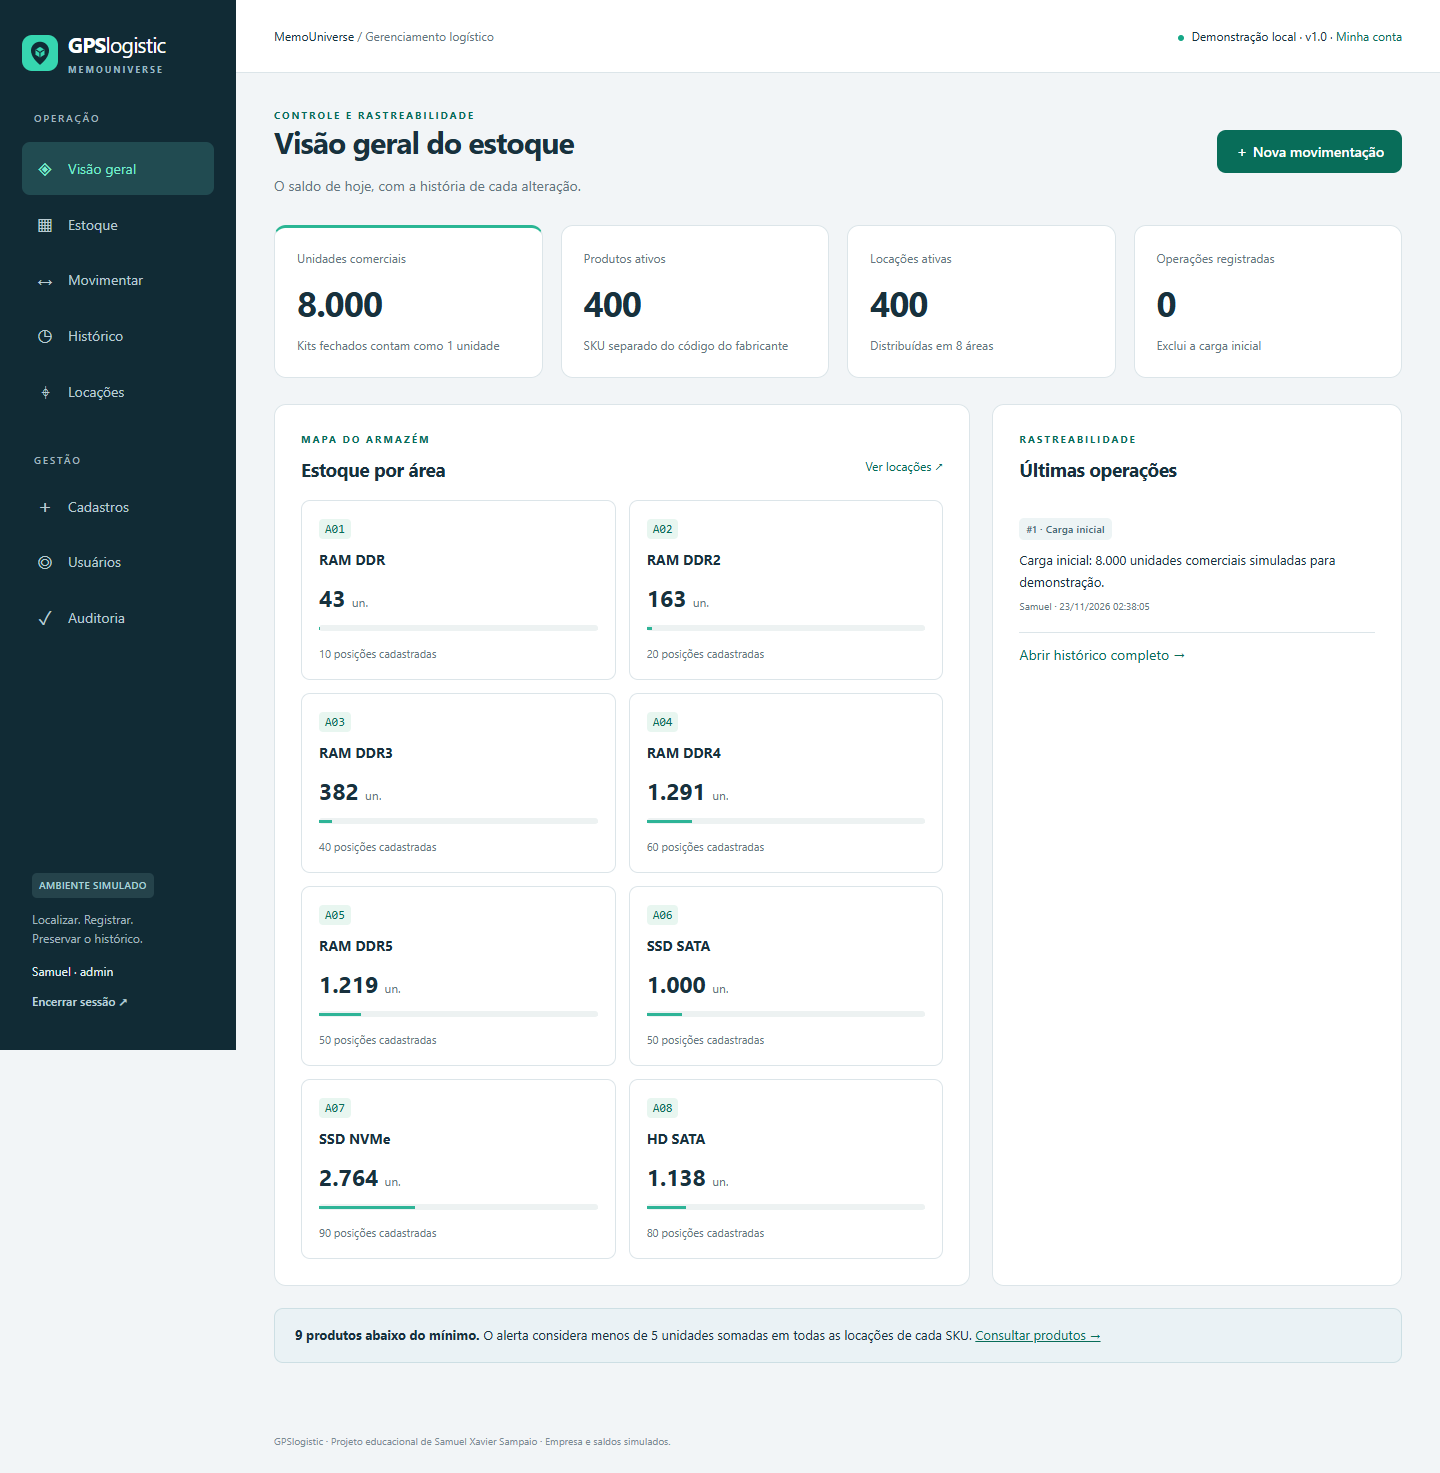 GPSlogistic
MEMOUNIVERSE
OPERAÇÃO
Visão geral
Estoque
Movimentar
Histórico
Locações
GESTÃO
Cadastros
Usuários
Auditoria
AMBIENTE SIMULADO
Localizar. Registrar.
Preservar o histórico.
Samuel · admin
Encerrar sessão ↗
MemoUniverse / Gerenciamento logístico
Demonstração local · v1.0 · Minha conta
CONTROLE E RASTREABILIDADE
Visão geral do estoque
O saldo de hoje, com a história de cada alteração.
+ Nova movimentação
Unidades comerciais
8.000
Kits fechados contam como 1 unidade
Produtos ativos
400
SKU separado do código do fabricante
Locações ativas
400
Distribuídas em 8 áreas
Operações registradas
0
Exclui a carga inicial
MAPA DO ARMAZÉM
Estoque por área
Ver locações ↗
A01
RAM DDR
43 un.
10 posições cadastradas
A02
RAM DDR2
163 un.
20 posições cadastradas
A03
RAM DDR3
382 un.
40 posições cadastradas
A04
RAM DDR4
1.291 un.
60 posições cadastradas
A05
RAM DDR5
1.219 un.
50 posições cadastradas
A06
SSD SATA
1.000 un.
50 posições cadastradas
A07
SSD NVMe
2.764 un.
90 posições cadastradas
A08
HD SATA
1.138 un.
80 posições cadastradas
RASTREABILIDADE
Últimas operações
#1 · Carga inicial
Carga inicial: 8.000 unidades comerciais simuladas para
demonstração.
Samuel · 23/11/2026 02:38:05
Abrir histórico completo →
9 produtos abaixo do mínimo. O alerta considera menos de 5 unidades somadas em todas as locações de cada SKU. Consultar produtos →
GPSlogistic · Projeto educacional de Samuel Xavier Sampaio · Empresa e saldos simulados.